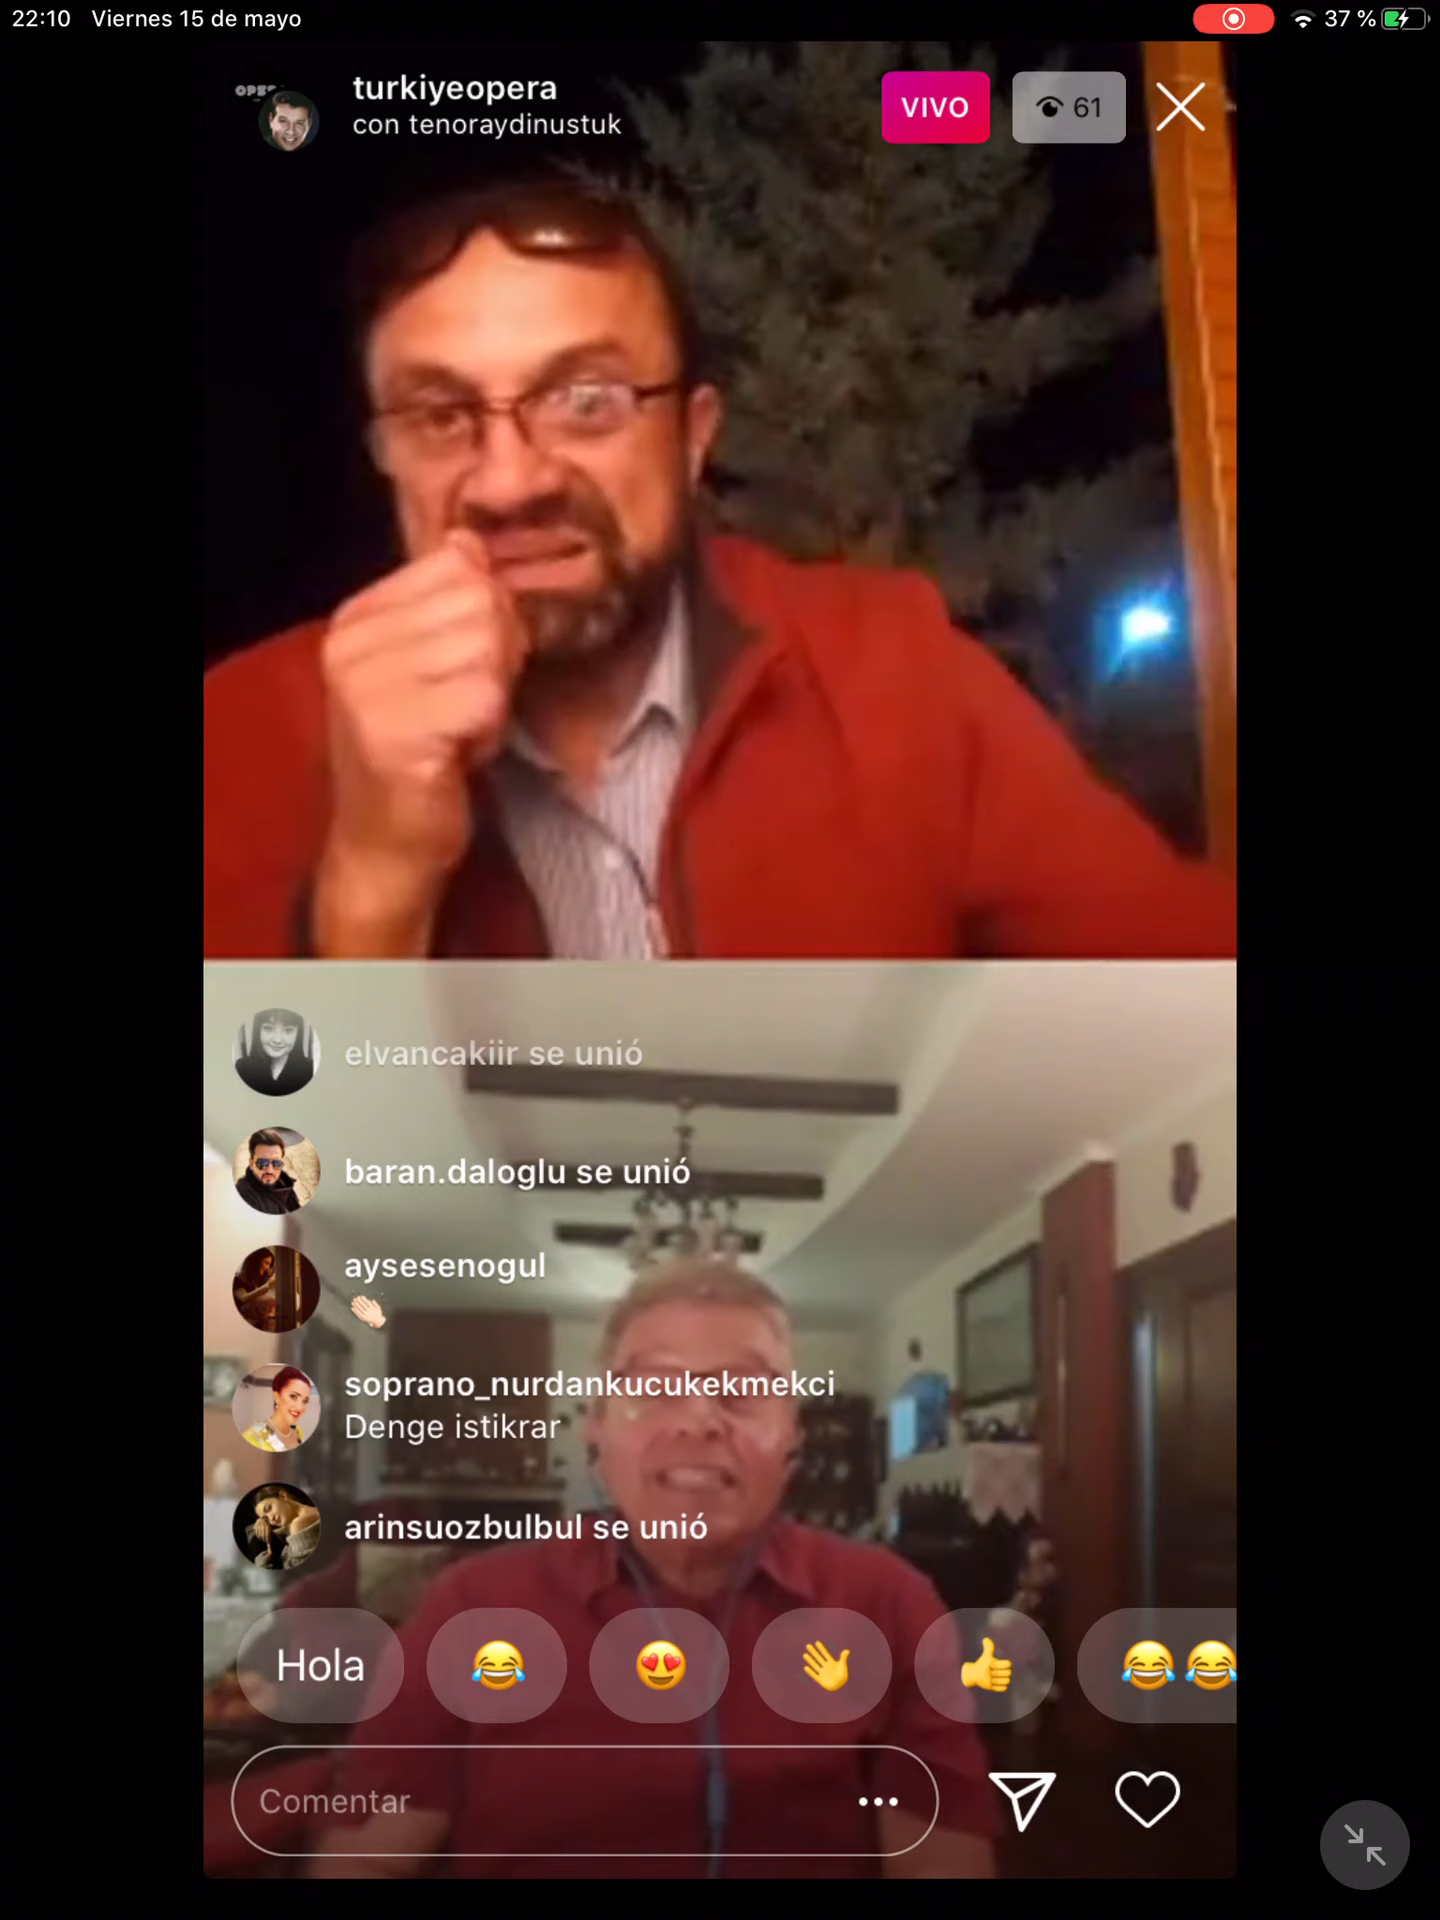 22:10 Viernes 15 de mayo
37 %
turkiyeopera
con tenoraydinustuk
VIVO
61
elvancakiir se unió
baran.daloglu se unió
aysesenogul
👏🏻
soprano_nurdankucukekmekci
Denge istikrar
arinsuozbulbul se unió
Hola 😂 😍 👋 👍 😂😂
Comentar